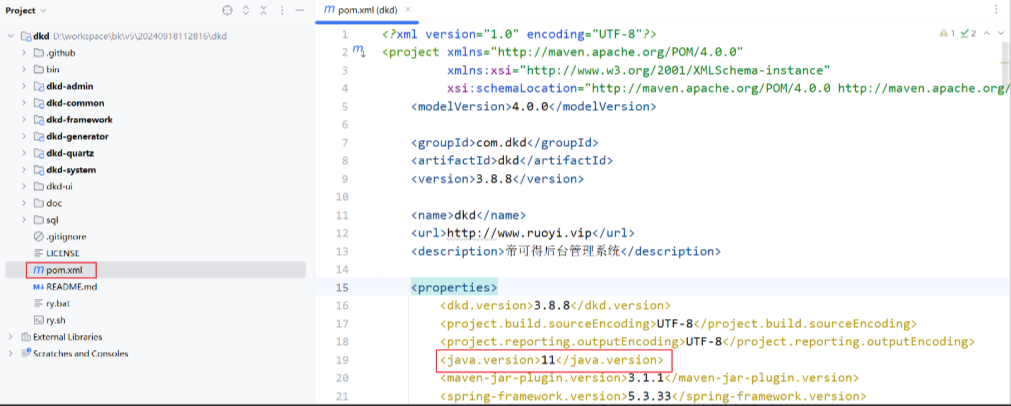 Project
dkd D:\workspace\bk\v5\20240918112816\dkd
.github
bin
dkd-admin
dkd-common
dkd-framework
dkd-generator
dkd-quartz
dkd-system
dkd-ui
doc
sql
.gitignore
LICENSE
pom.xml
README.md
ry.bat
ry.sh
External Libraries
Scratches and Consoles
pom.xml (dkd)
1 2
1 <?xml version="1.0" encoding="UTF-8"?>
2 <project xmlns="http://maven.apache.org/POM/4.0.0"
3 xmlns:xsi="http://www.w3.org/2001/XMLSchema-instance"
4 xsi:schemaLocation="http://maven.apache.org/POM/4.0.0 http://maven.apache.org/
5 <modelVersion>4.0.0</modelVersion>
6
7 <groupId>com.dkd</groupId>
8 <artifactId>dkd</artifactId>
9 <version>3.8.8</version>
10
11 <name>dkd</name>
12 <url>http://www.ruoyi.vip</url>
13 <description>帝可得后台管理系统</description>
14
15 <properties>
16 <dkd.version>3.8.8</dkd.version>
17 <project.build.sourceEncoding>UTF-8</project.build.sourceEncoding>
18 <project.reporting.outputEncoding>UTF-8</project.reporting.outputEncoding>
19 <java.version>11</java.version>
20 <maven-jar-plugin.version>3.1.1</maven-jar-plugin.version>
21 <spring-framework.version>5.3.33</spring-framework.version>